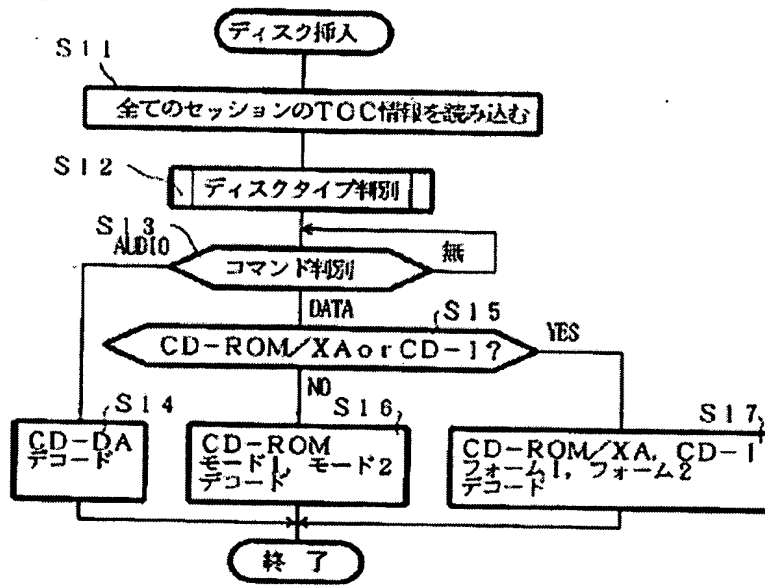 ディスク挿入
S11
全てのセッションのTOC情報を読み込む
S12
ディスクタイプ判別
S13
AUDIO
コマンド判別
無
DATA
S15
CD-ROM/XAorCD-I?
YES
NO
S14
CD-DA
デコード
S16
CD-ROM
モード1, モード2
デコード
S17
CD-ROM/XA, CD-I
フォーム1, フォーム2
デコード
終了